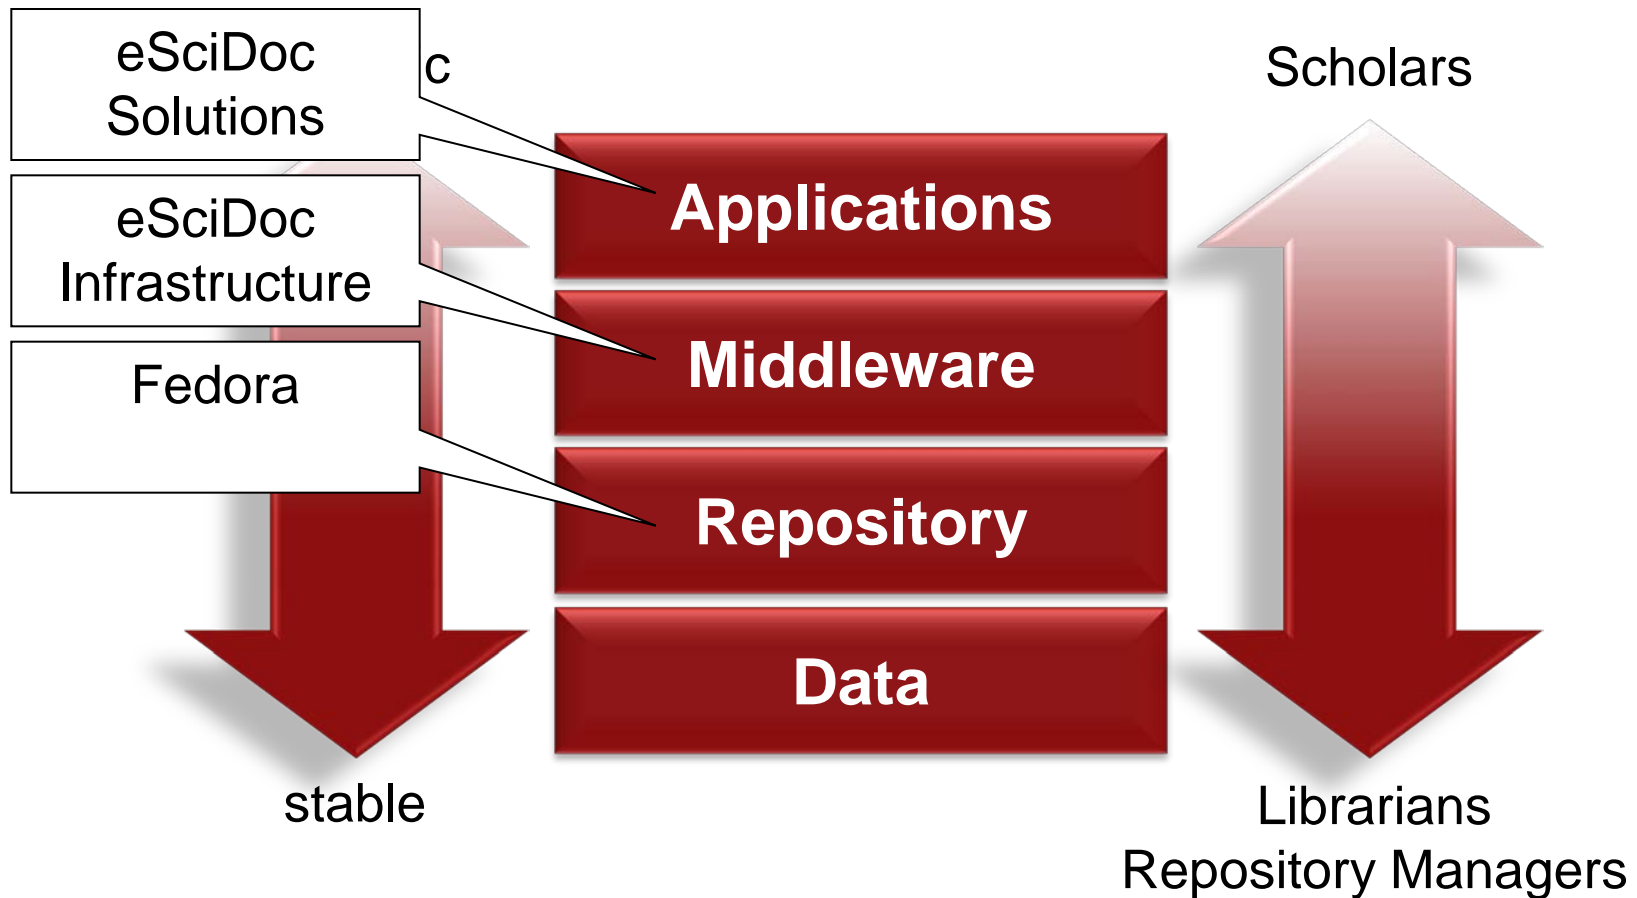 eSciDoc
Solutions
c
Scholars
Applications
eSciDoc
Infrastructure
Middleware
Fedora
Repository
Data
stable
Librarians
Repository Managers